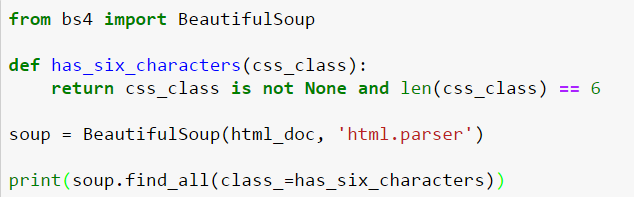 from bs4 import BeautifulSoup
def has_six_characters(css_class):
    return css_class is not None and len(css_class) == 6
soup = BeautifulSoup(html_doc, 'html.parser')
print(soup.find_all(class_=has_six_characters))